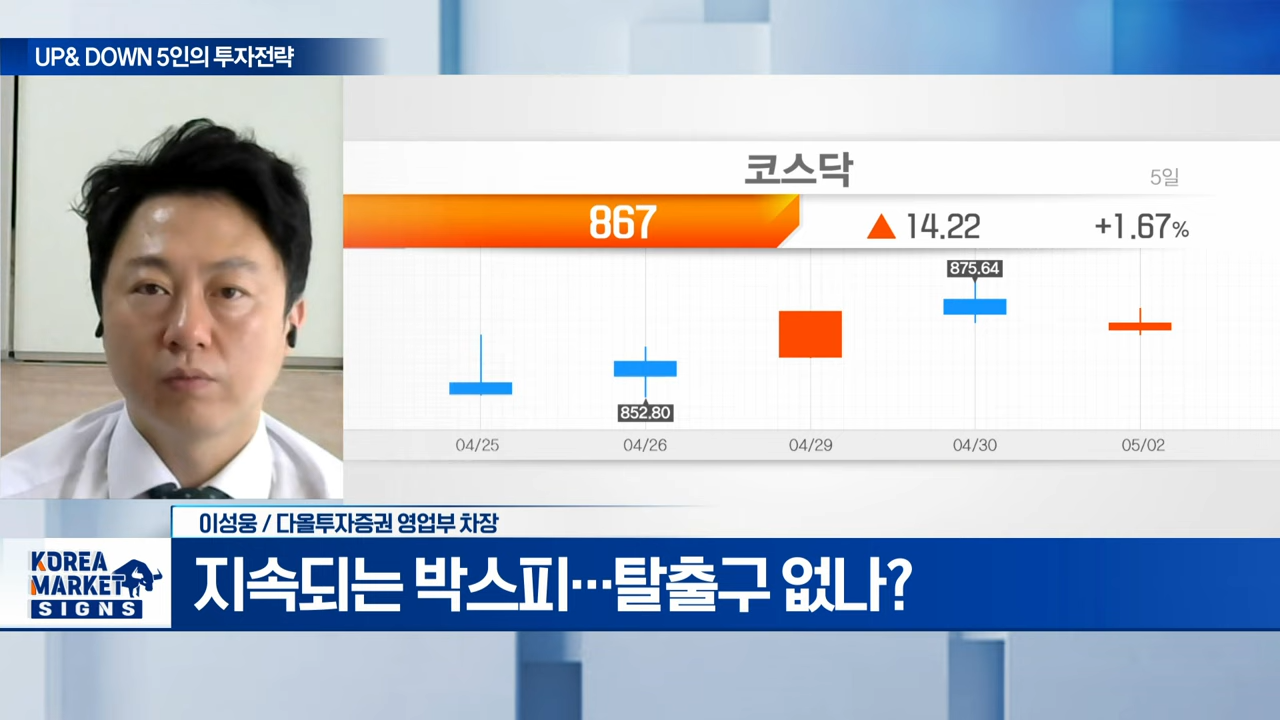 UP& DOWN 5인의 투자전략
코스닥
5일
867
▲ 14.22
+1.67%
875.64
852.80
04/25
04/26
04/29
04/30
05/02
이성웅 / 다올투자증권 영업부 차장
KOREA
MARKET
SIGNS
지속되는 박스피…탈출구 없나?